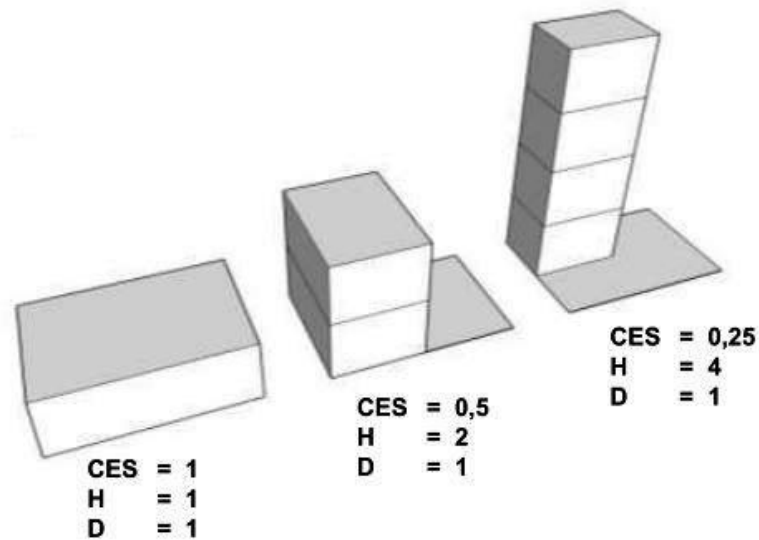 CES = 1
H = 1
D = 1
CES = 0,5
H = 2
D = 1
CES = 0,25
H = 4
D = 1